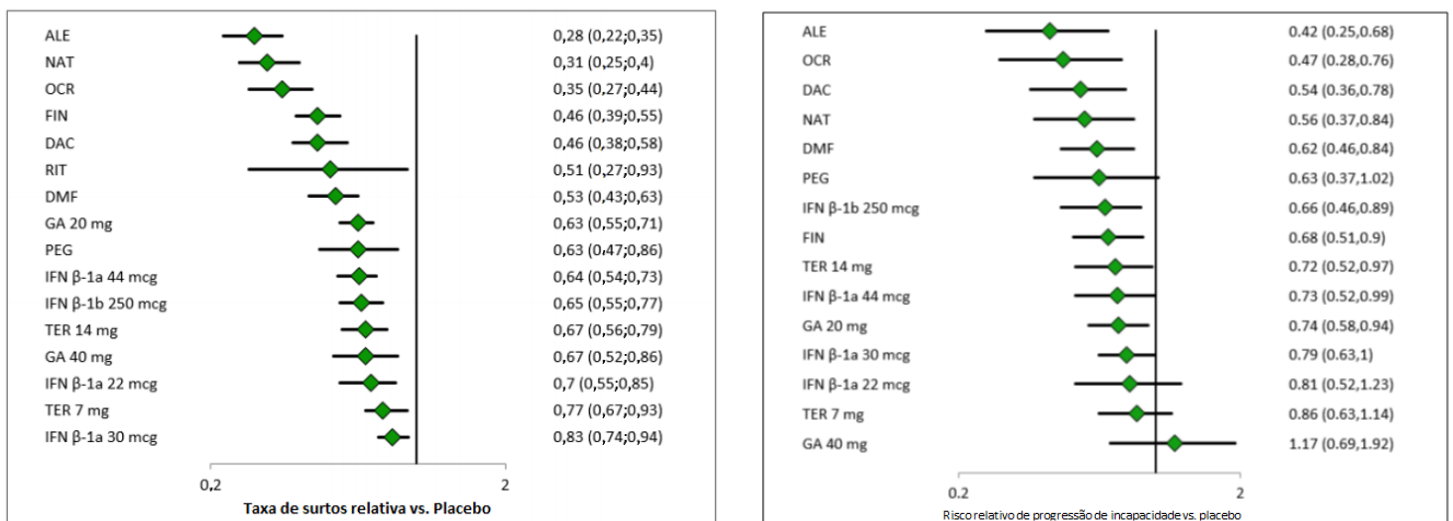 ALE 0,28 (0,22;0,35)
NAT 0,31 (0,25;0,4)
OCR 0,35 (0,27;0,44)
FIN 0,46 (0,39;0,55)
DAC 0,46 (0,38;0,58)
RIT 0,51 (0,27;0,93)
DMF 0,53 (0,43;0,63)
GA 20 mg 0,63 (0,55;0,71)
PEG 0,63 (0,47;0,86)
IFN β-1a 44 mcg 0,64 (0,54;0,73)
IFN β-1b 250 mcg 0,65 (0,55;0,77)
TER 14 mg 0,67 (0,56;0,79)
GA 40 mg 0,67 (0,52;0,86)
IFN β-1a 22 mcg 0,7 (0,55;0,85)
TER 7 mg 0,77 (0,67;0,93)
IFN β-1a 30 mcg 0,83 (0,74;0,94)
0,2 2
Taxa de surtos relativa vs. Placebo
ALE 0.42 (0.25,0.68)
OCR 0.47 (0.28,0.76)
DAC 0.54 (0.36,0.78)
NAT 0.56 (0.37,0.84)
DMF 0.62 (0.46,0.84)
PEG 0.63 (0.37,1.02)
IFN β-1b 250 mcg 0.66 (0.46,0.89)
FIN 0.68 (0.51,0.9)
TER 14 mg 0.72 (0.52,0.97)
IFN β-1a 44 mcg 0.73 (0.52,0.99)
GA 20 mg 0.74 (0.58,0.94)
IFN β-1a 30 mcg 0.79 (0.63,1)
IFN β-1a 22 mcg 0.81 (0.52,1.23)
TER 7 mg 0.86 (0.63,1.14)
GA 40 mg 1.17 (0.69,1.92)
0.2 2
Risco relativo de progressão de incapacidade vs. placebo